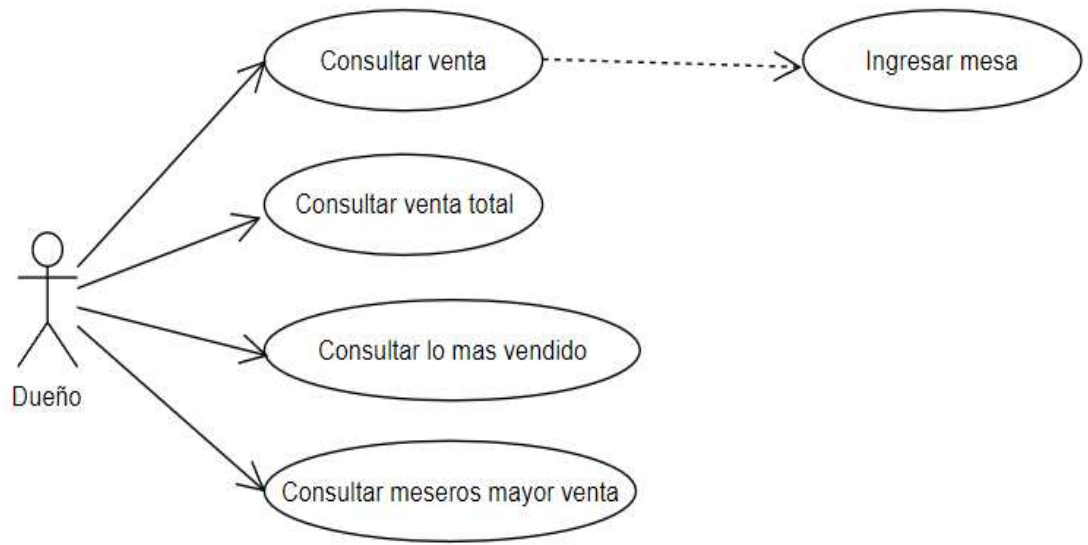 Consultar venta
Ingresar mesa
Consultar venta total
Consultar lo mas vendido
Dueño
Consultar meseros mayor venta